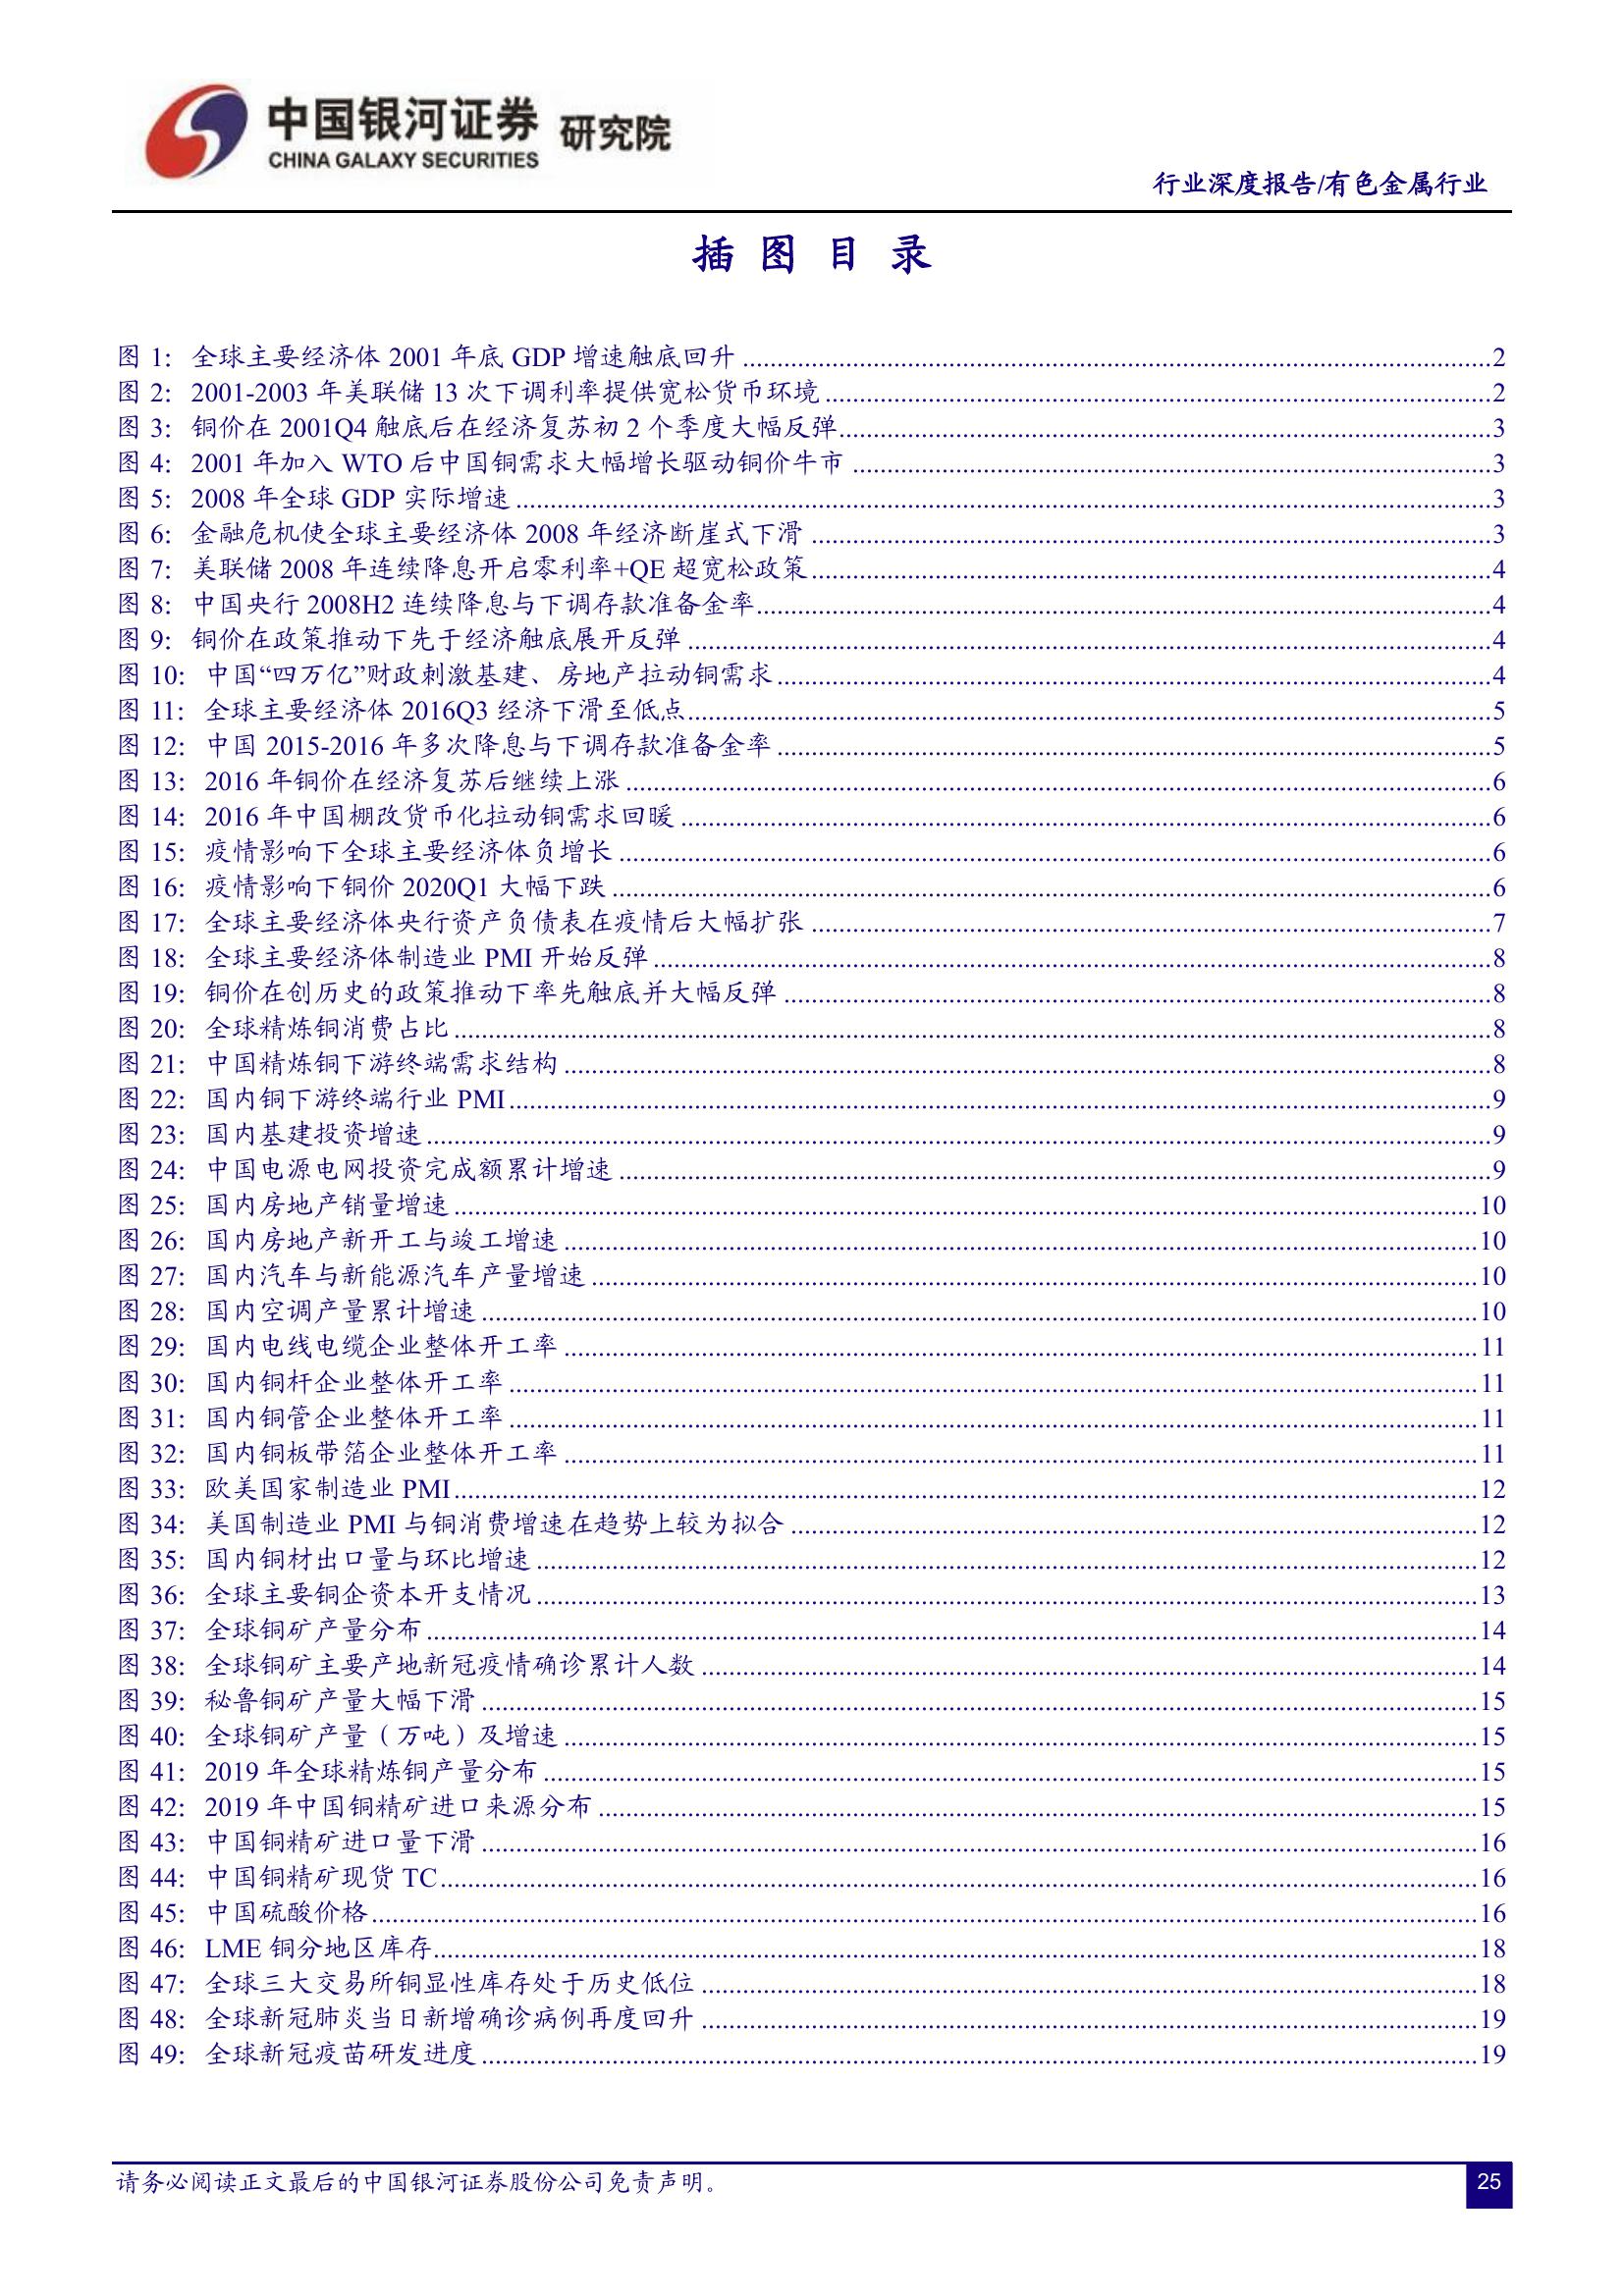 中国银河证券 研究院
CHINA GALAXY SECURITIES
行业深度报告/有色金属行业
插 图 目 录
图 1: 全球主要经济体 2001 年底 GDP 增速触底回升 ........ 2
图 2: 2001-2003 年美联储 13 次下调利率提供宽松货币环境 ........ 2
图 3: 铜价在 2001Q4 触底后在经济复苏初 2 个季度大幅反弹 ........ 3
图 4: 2001 年加入 WTO 后中国铜需求大幅增长驱动铜价牛市 ........ 3
图 5: 2008 年全球 GDP 实际增速 ........ 3
图 6: 金融危机使全球主要经济体 2008 年经济断崖式下滑 ........ 3
图 7: 美联储 2008 年连续降息开启零利率+QE 超宽松政策 ........ 4
图 8: 中国央行 2008H2 连续降息与下调存款准备金率 ........ 4
图 9: 铜价在政策推动下先于经济触底展开反弹 ........ 4
图 10: 中国“四万亿”财政刺激基建、房地产拉动铜需求 ........ 4
图 11: 全球主要经济体 2016Q3 经济下滑至低点 ........ 5
图 12: 中国 2015-2016 年多次降息与下调存款准备金率 ........ 5
图 13: 2016 年铜价在经济复苏后继续上涨 ........ 6
图 14: 2016 年中国棚改货币化拉动铜需求回暖 ........ 6
图 15: 疫情影响下全球主要经济体负增长 ........ 6
图 16: 疫情影响下铜价 2020Q1 大幅下跌 ........ 6
图 17: 全球主要经济体央行资产负债表在疫情后大幅扩张 ........ 7
图 18: 全球主要经济体制造业 PMI 开始反弹 ........ 8
图 19: 铜价在创历史的政策推动下率先触底并大幅反弹 ........ 8
图 20: 全球精炼铜消费占比 ........ 8
图 21: 中国精炼铜下游终端需求结构 ........ 8
图 22: 国内铜下游终端行业 PMI ........ 9
图 23: 国内基建投资增速 ........ 9
图 24: 中国电源电网投资完成额累计增速 ........ 9
图 25: 国内房地产销量增速 ........ 10
图 26: 国内房地产新开工与竣工增速 ........ 10
图 27: 国内汽车与新能源汽车产量增速 ........ 10
图 28: 国内空调产量累计增速 ........ 10
图 29: 国内电线电缆企业整体开工率 ........ 11
图 30: 国内铜杆企业整体开工率 ........ 11
图 31: 国内铜管企业整体开工率 ........ 11
图 32: 国内铜板带箔企业整体开工率 ........ 11
图 33: 欧美国家制造业 PMI ........ 12
图 34: 美国制造业 PMI 与铜消费增速在趋势上较为拟合 ........ 12
图 35: 国内铜材出口量与环比增速 ........ 12
图 36: 全球主要铜企资本开支情况 ........ 13
图 37: 全球铜矿产量分布 ........ 14
图 38: 全球铜矿主要产地新冠疫情确诊累计人数 ........ 14
图 39: 秘鲁铜矿产量大幅下滑 ........ 15
图 40: 全球铜矿产量（万吨）及增速 ........ 15
图 41: 2019 年全球精炼铜产量分布 ........ 15
图 42: 2019 年中国铜精矿进口来源分布 ........ 15
图 43: 中国铜精矿进口量下滑 ........ 16
图 44: 中国铜精矿现货 TC ........ 16
图 45: 中国硫酸价格 ........ 16
图 46: LME 铜分地区库存 ........ 18
图 47: 全球三大交易所铜显性库存处于历史低位 ........ 18
图 48: 全球新冠肺炎当日新增确诊病例再度回升 ........ 19
图 49: 全球新冠疫苗研发进度 ........ 19
请务必阅读正文最后的中国银河证券股份公司免责声明。
25